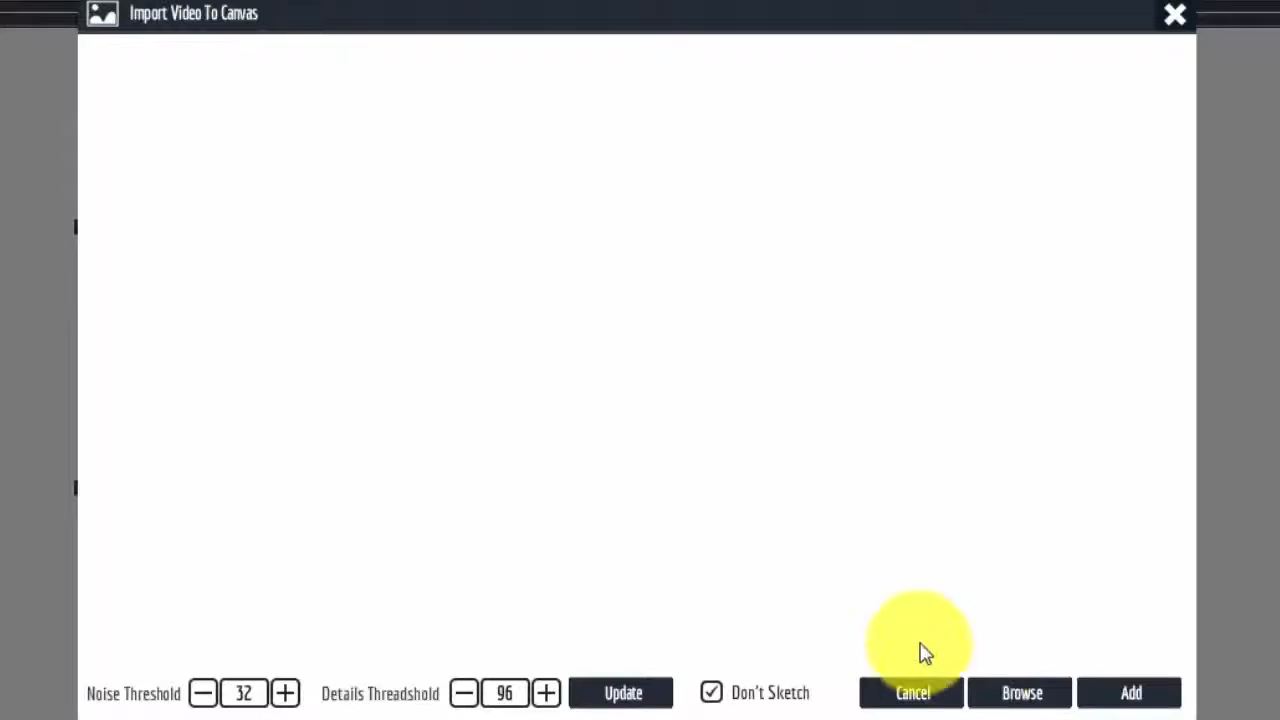 Import Video To Canvas
Noise Threshold 32 Details Threadshold 96 Update Don't Sketch Cancel Browse Add